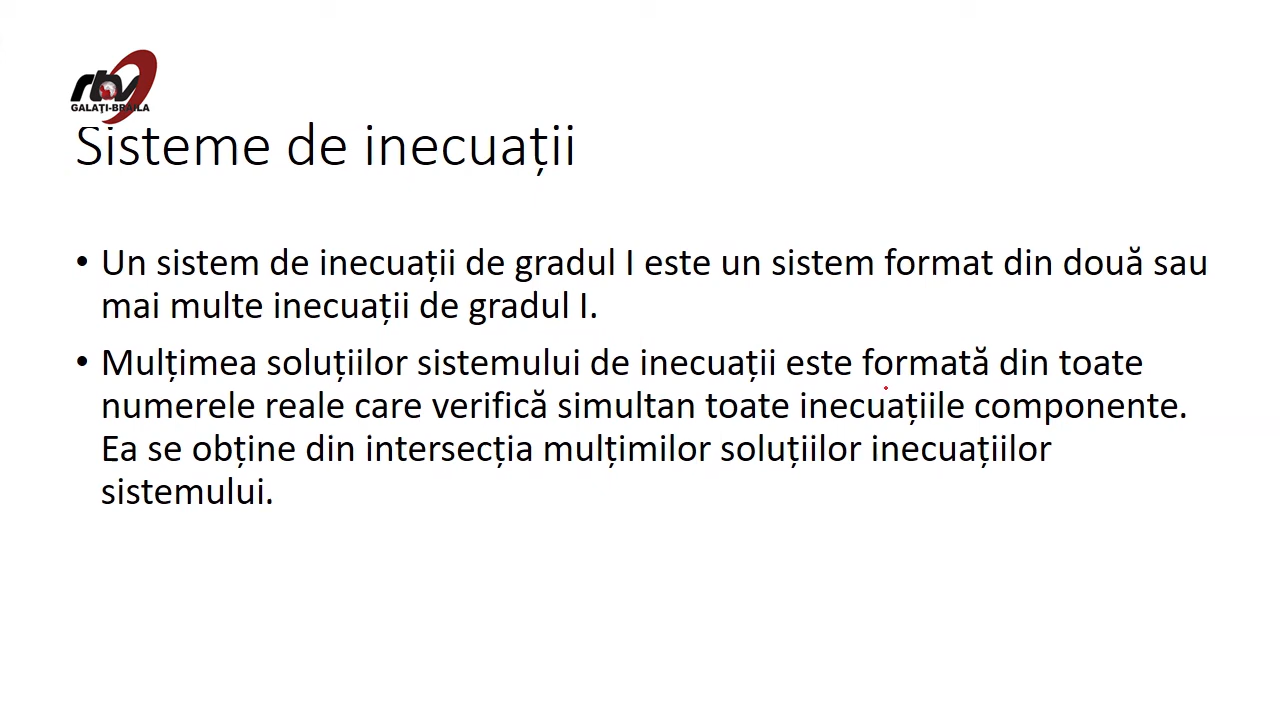 rtv
GALAȚI-BRAILA
Sisteme de inecuații
• Un sistem de inecuații de gradul I este un sistem format din două sau
mai multe inecuații de gradul I.
• Mulțimea soluțiilor sistemului de inecuații este formată din toate
numerele reale care verifică simultan toate inecuațiile componente.
Ea se obține din intersecția mulțimilor soluțiilor inecuațiilor
sistemului.